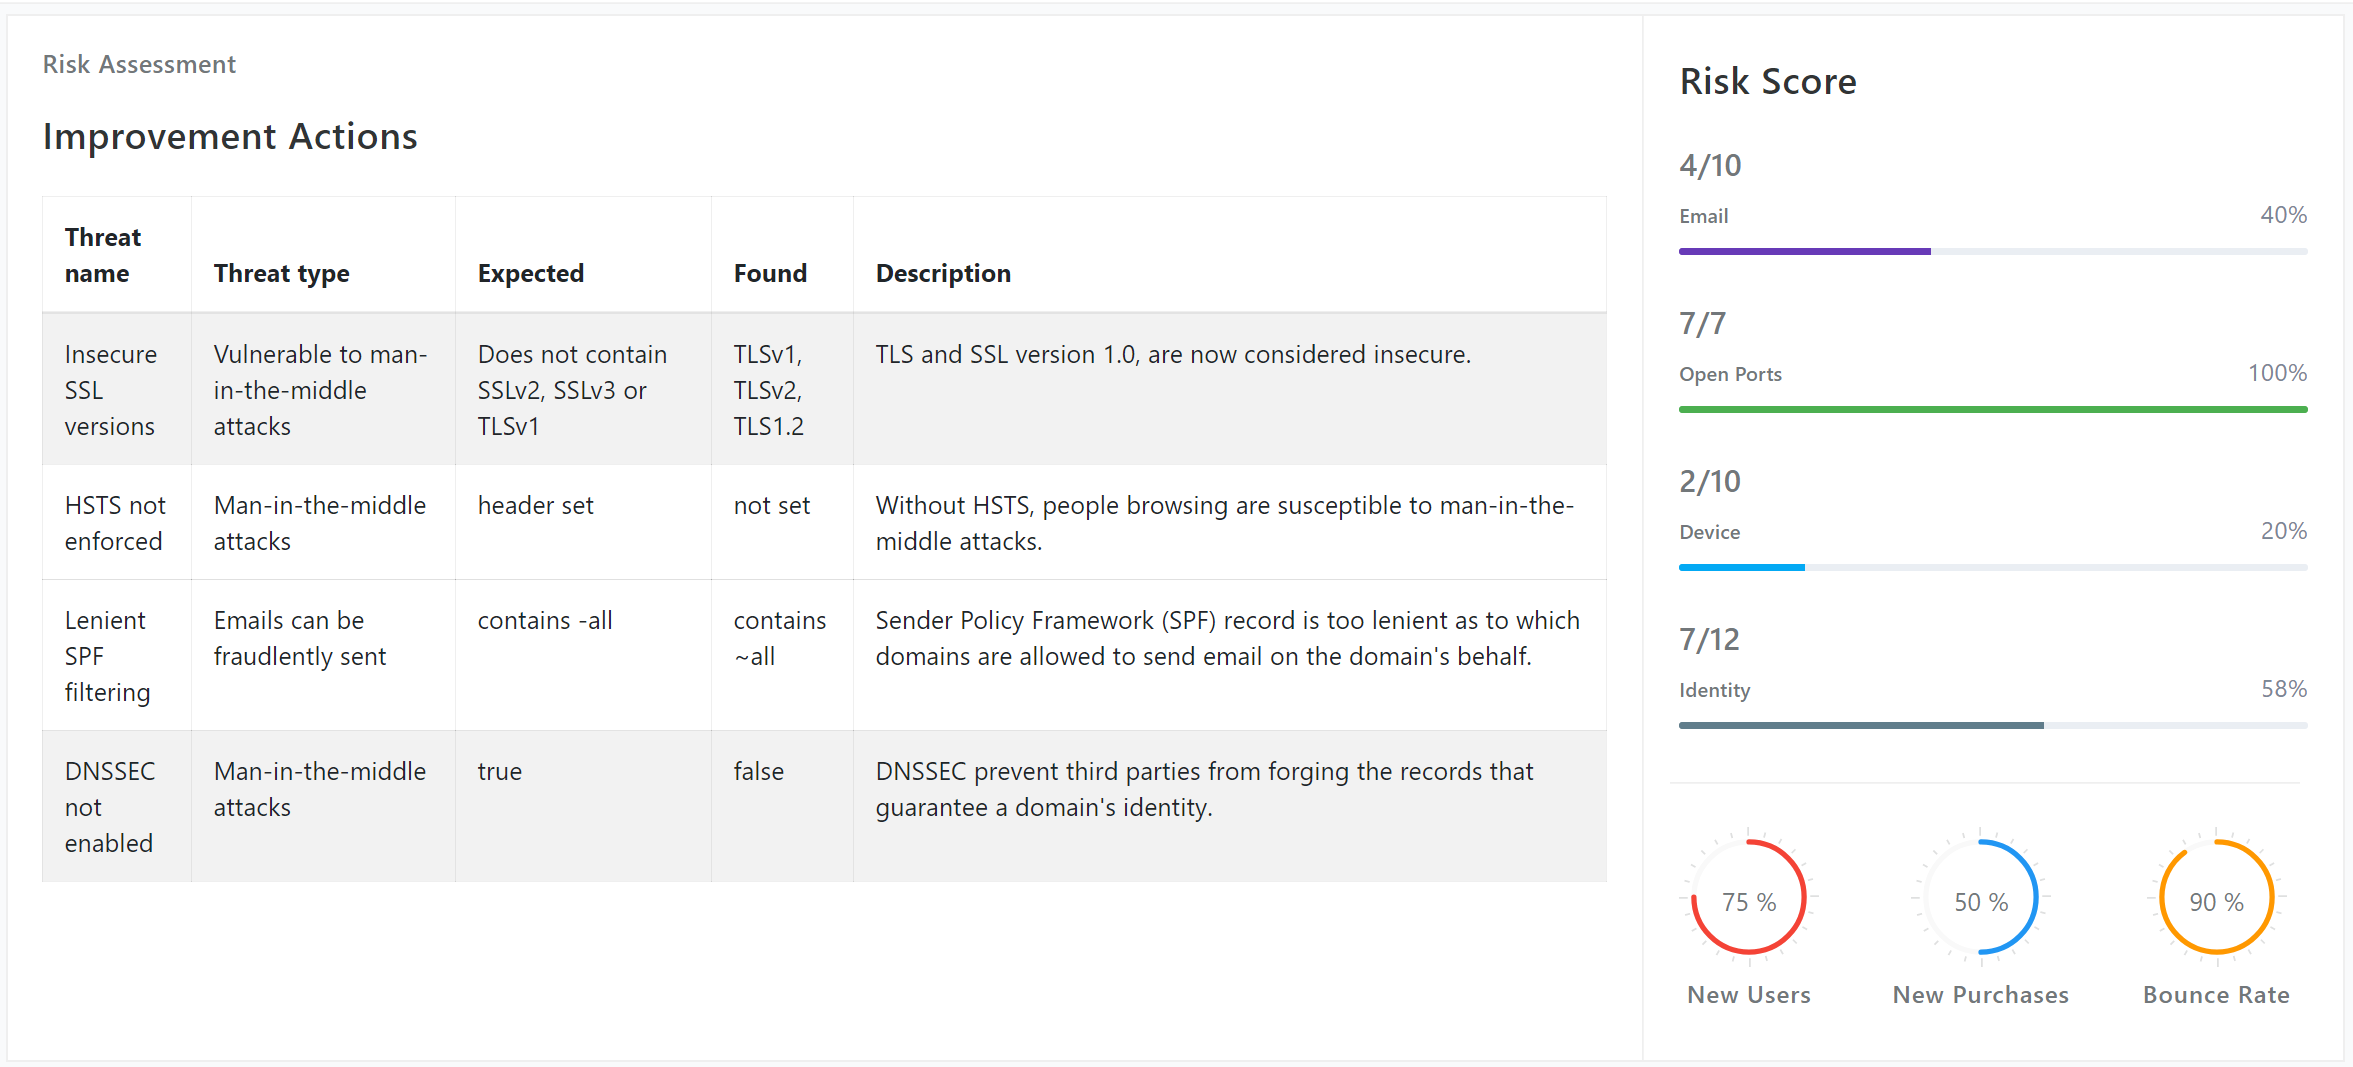 Risk Assessment
Improvement Actions
Threat
name
Threat type
Expected
Found
Description
Insecure
SSL
versions
Vulnerable to man-
in-the-middle
attacks
Does not contain
SSLv2, SSLv3 or
TLSv1
TLSv1,
TLSv2,
TLS1.2
TLS and SSL version 1.0, are now considered insecure.
HSTS not
enforced
Man-in-the-middle
attacks
header set
not set
Without HSTS, people browsing are susceptible to man-in-the-
middle attacks.
Lenient
SPF
filtering
Emails can be
fraudlently sent
contains -all
contains
~all
Sender Policy Framework (SPF) record is too lenient as to which
domains are allowed to send email on the domain's behalf.
DNSSEC
not
enabled
Man-in-the-middle
attacks
true
false
DNSSEC prevent third parties from forging the records that
guarantee a domain's identity.
Risk Score
4/10
Email 40%
7/7
Open Ports 100%
2/10
Device 20%
7/12
Identity 58%
75 % 50 % 90 %
New Users New Purchases Bounce Rate